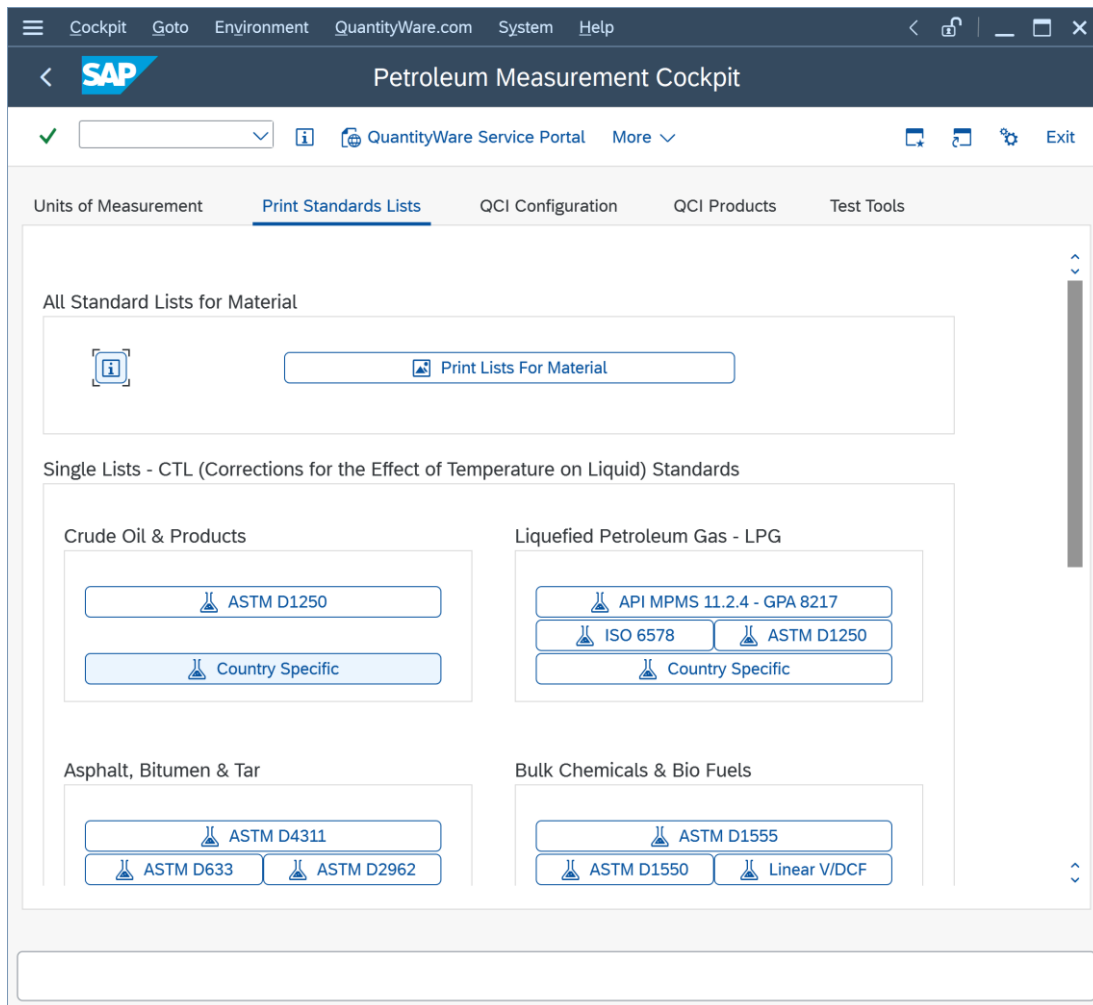 Cockpit Goto Environment QuantityWare.com System Help
SAP Petroleum Measurement Cockpit
QuantityWare Service Portal More Exit
Units of Measurement Print Standards Lists QCI Configuration QCI Products Test Tools
All Standard Lists for Material
Print Lists For Material
Single Lists - CTL (Corrections for the Effect of Temperature on Liquid) Standards
Crude Oil & Products
ASTM D1250
Country Specific
Liquefied Petroleum Gas - LPG
API MPMS 11.2.4 - GPA 8217
ISO 6578 ASTM D1250
Country Specific
Asphalt, Bitumen & Tar
ASTM D4311
ASTM D633 ASTM D2962
Bulk Chemicals & Bio Fuels
ASTM D1555
ASTM D1550 Linear V/DCF